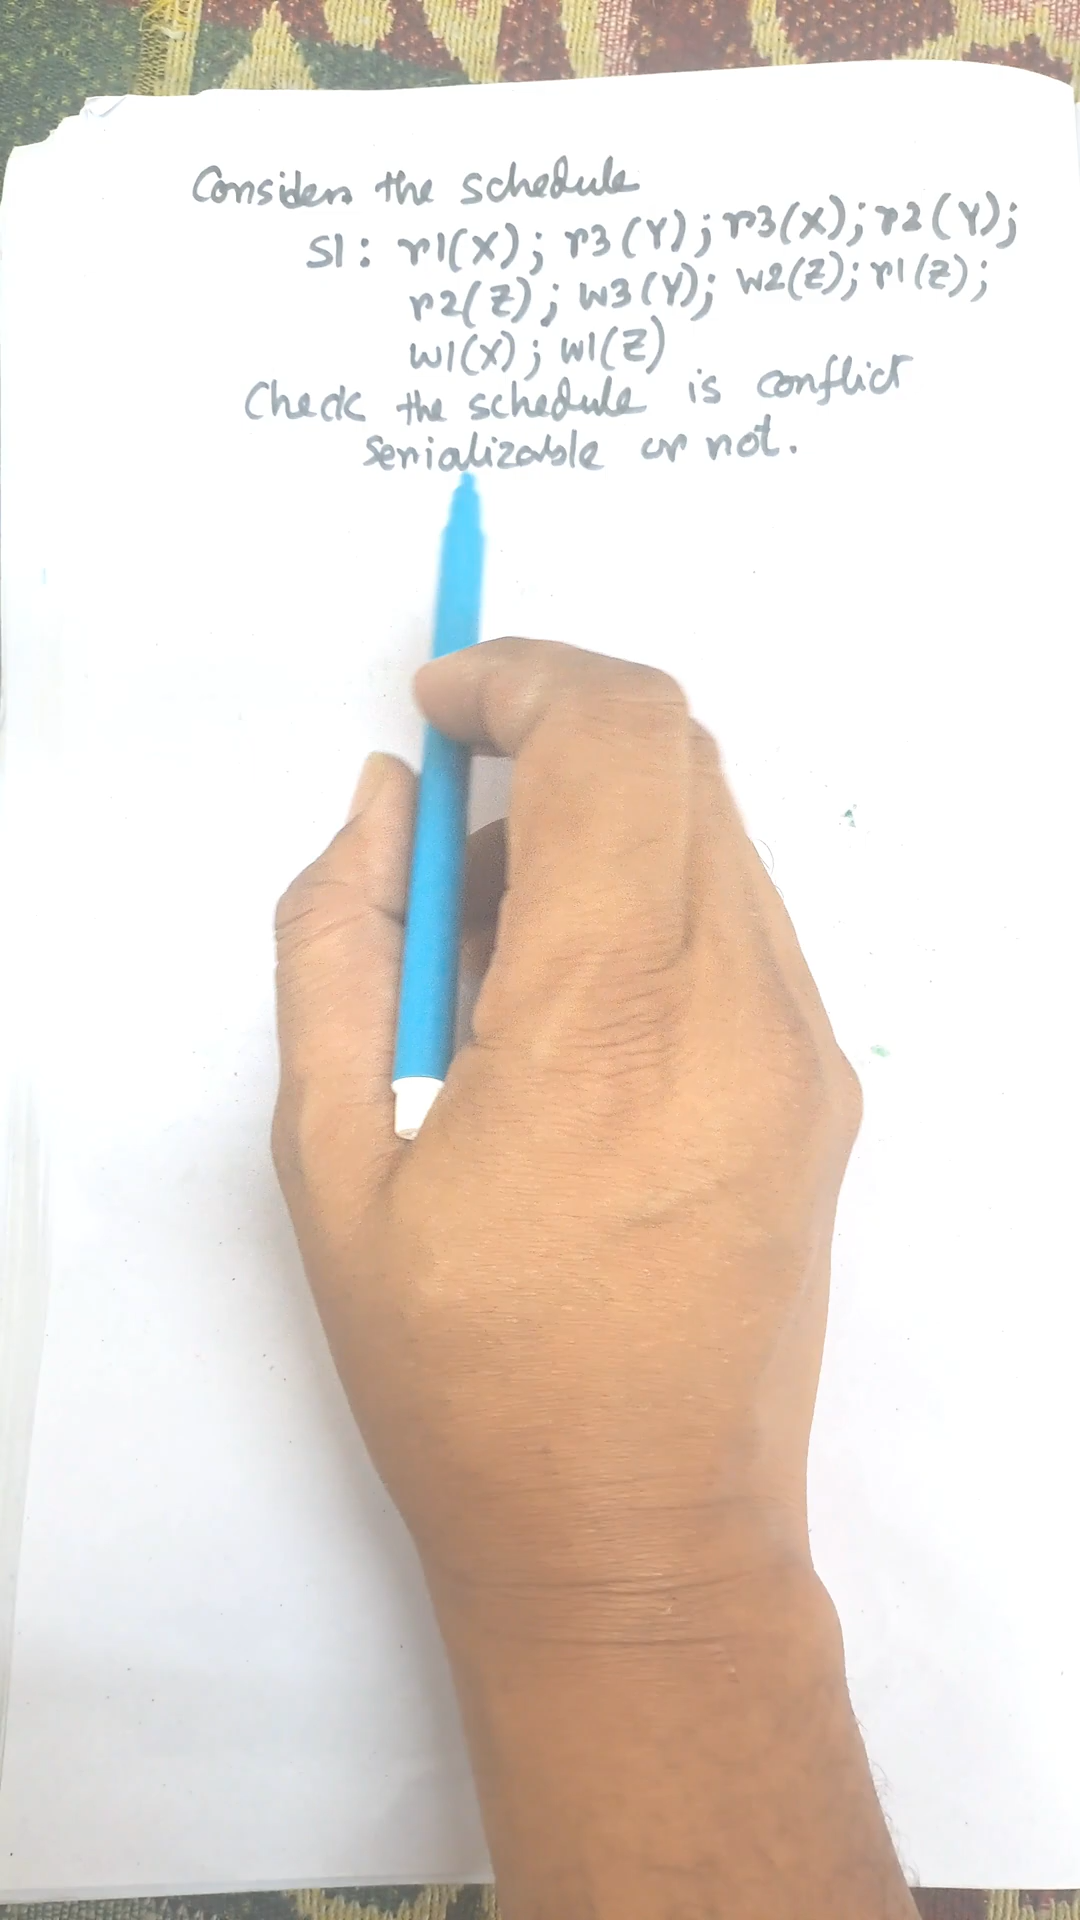 Consider the schedule
S1: r1(X); r3(Y); r3(X); r2(Y);
r2(Z); w3(Y); w2(Z); r1(Z);
w1(X); w1(Z)
Check the schedule is conflict
serializable or not.